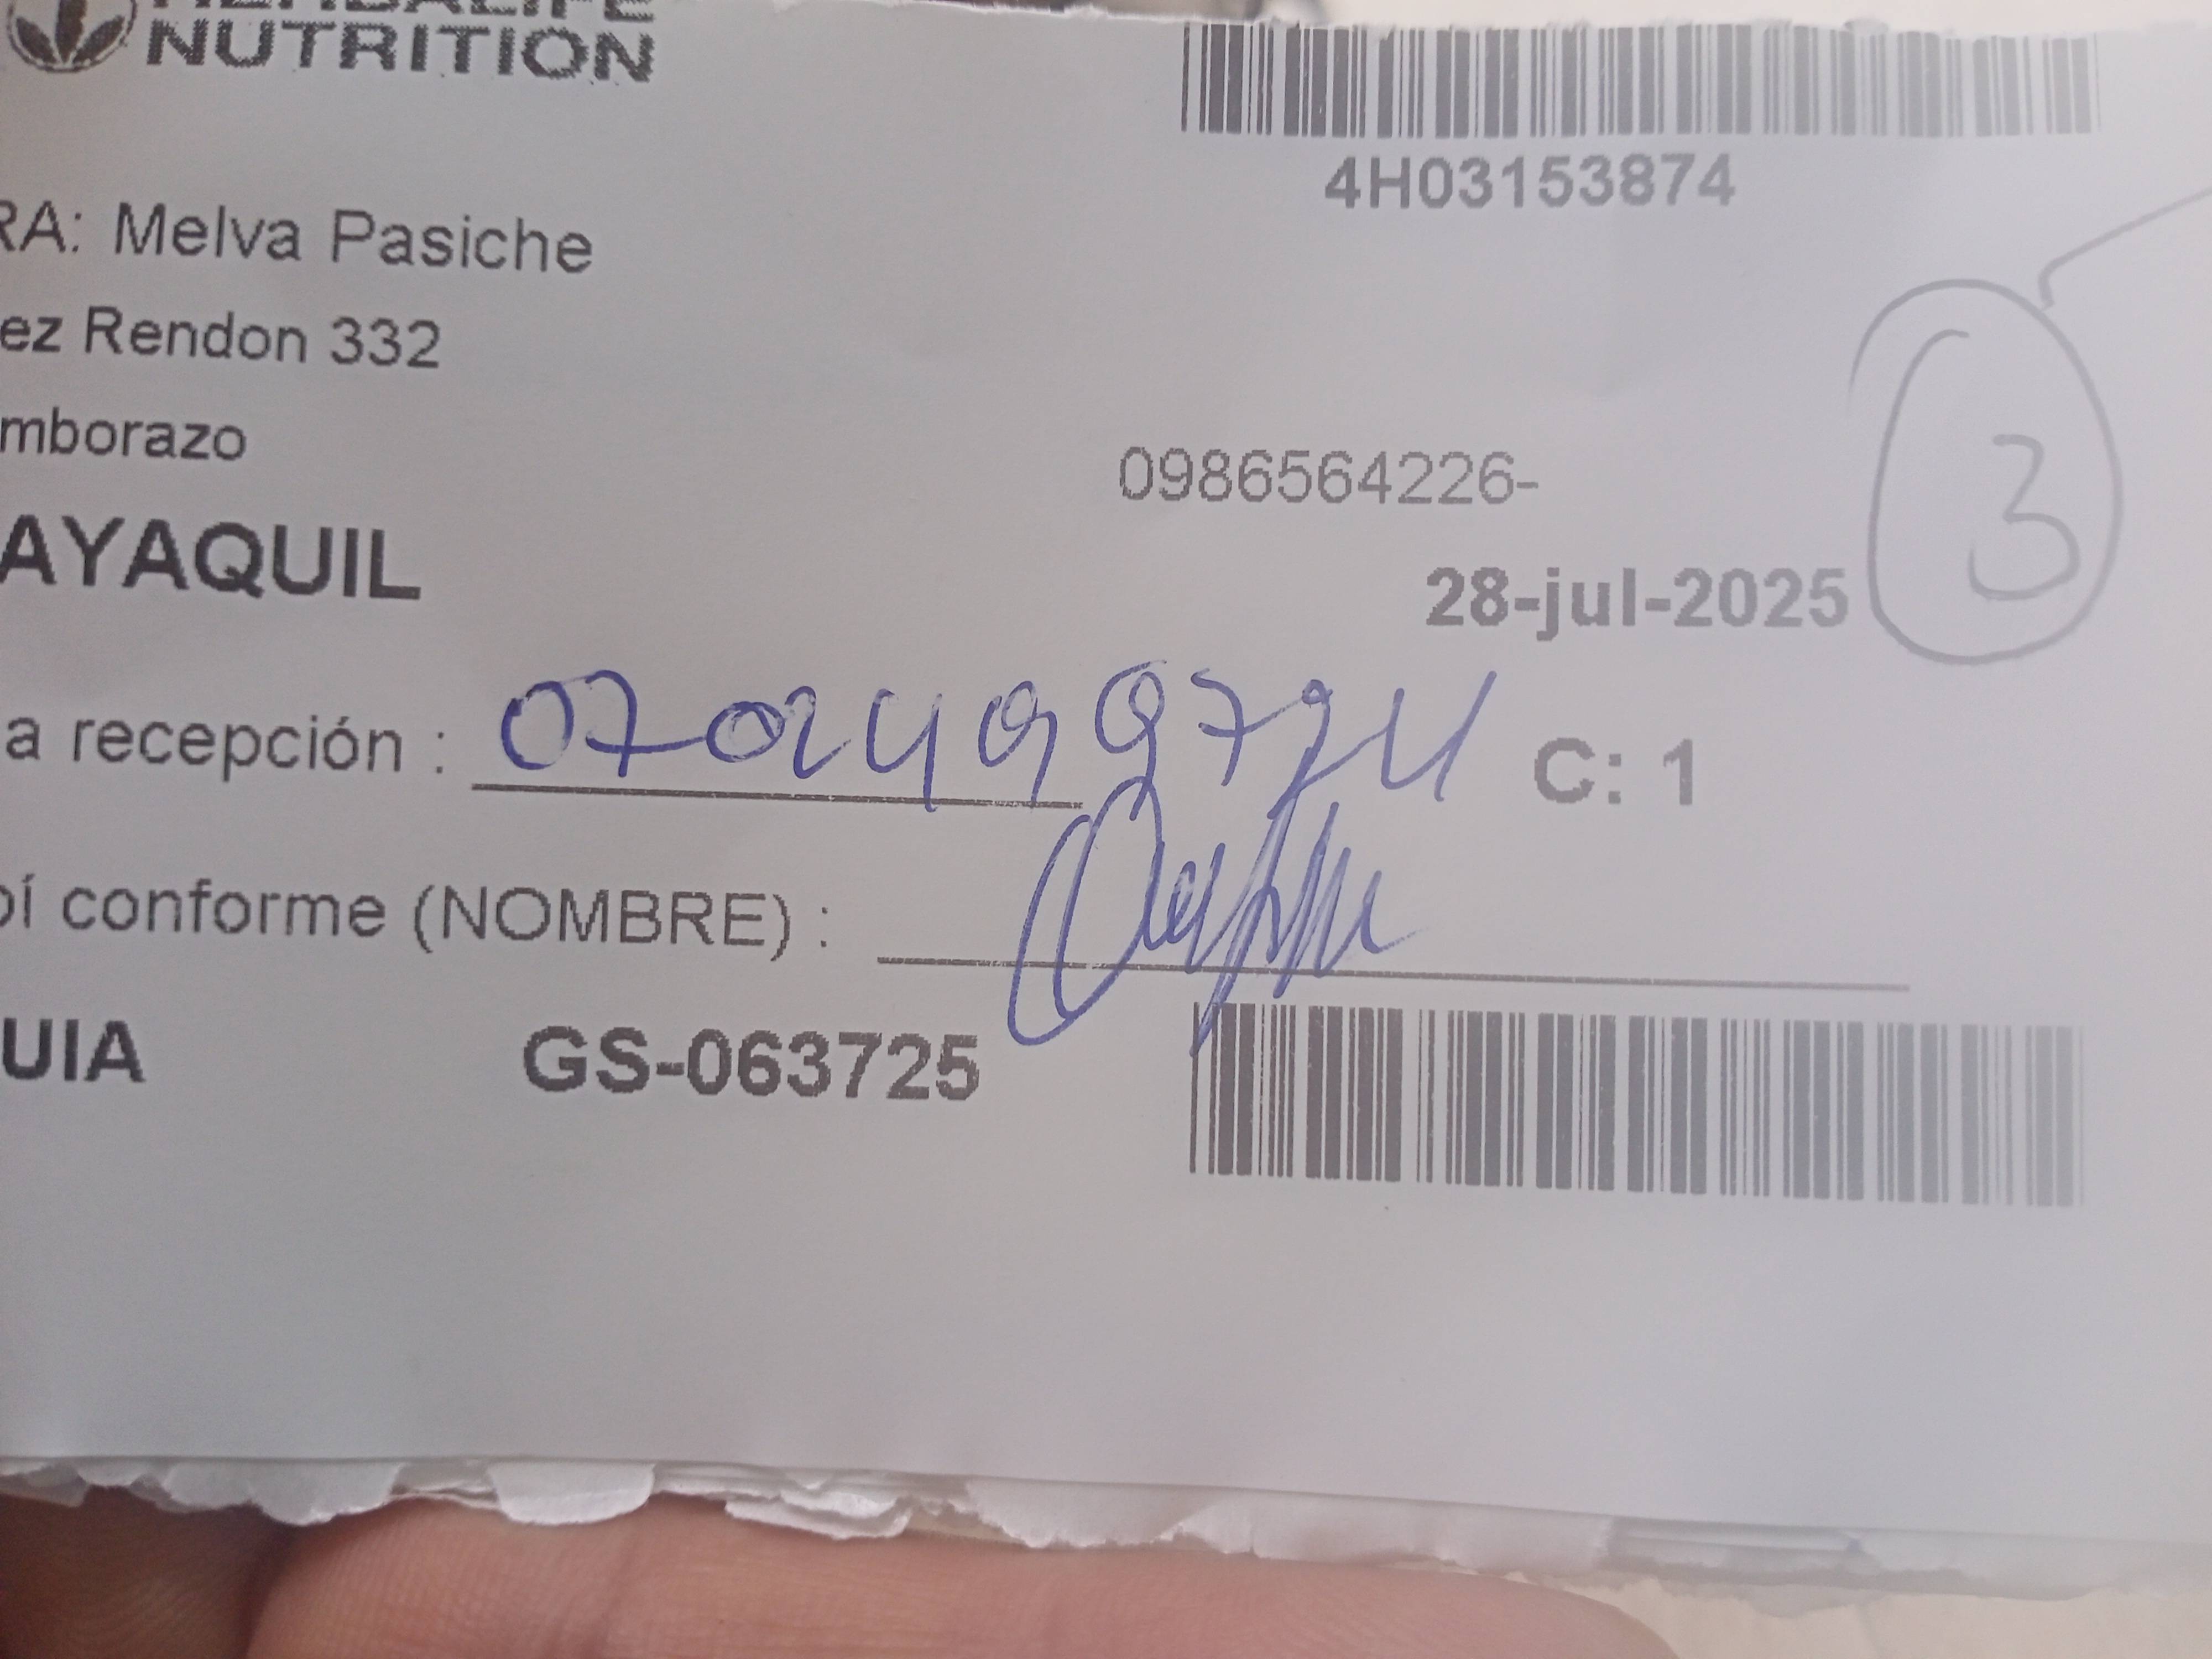 NUTRITION
4H03153874
RA: Melva Pasiche
ez Rendon 332
mborazo
0986564226-
AYAQUIL
28-jul-2025
3
a recepción :
C: 1
bí conforme (NOMBRE) :
UIA GS-063725